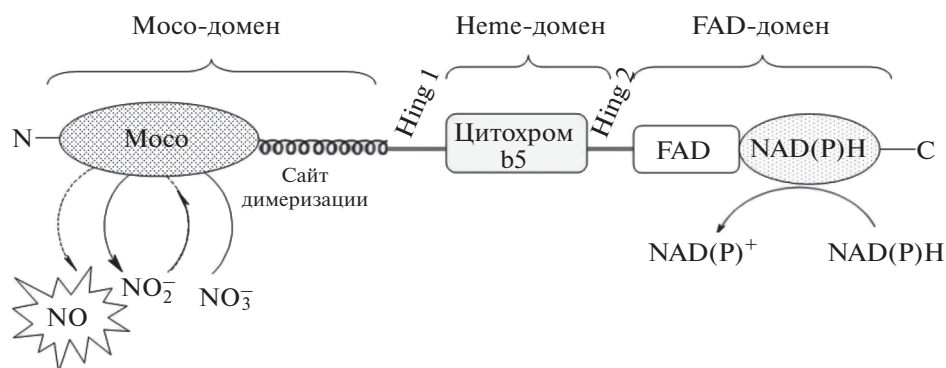 Moco-домен
Heme-домен
FAD-домен
Hing 1
Hing 2
N
Moco
Сайт
димеризации
Цитохром
b5
FAD
NAD(P)H
C
NO
NO₂⁻
NO₃⁻
NAD(P)⁺
NAD(P)H